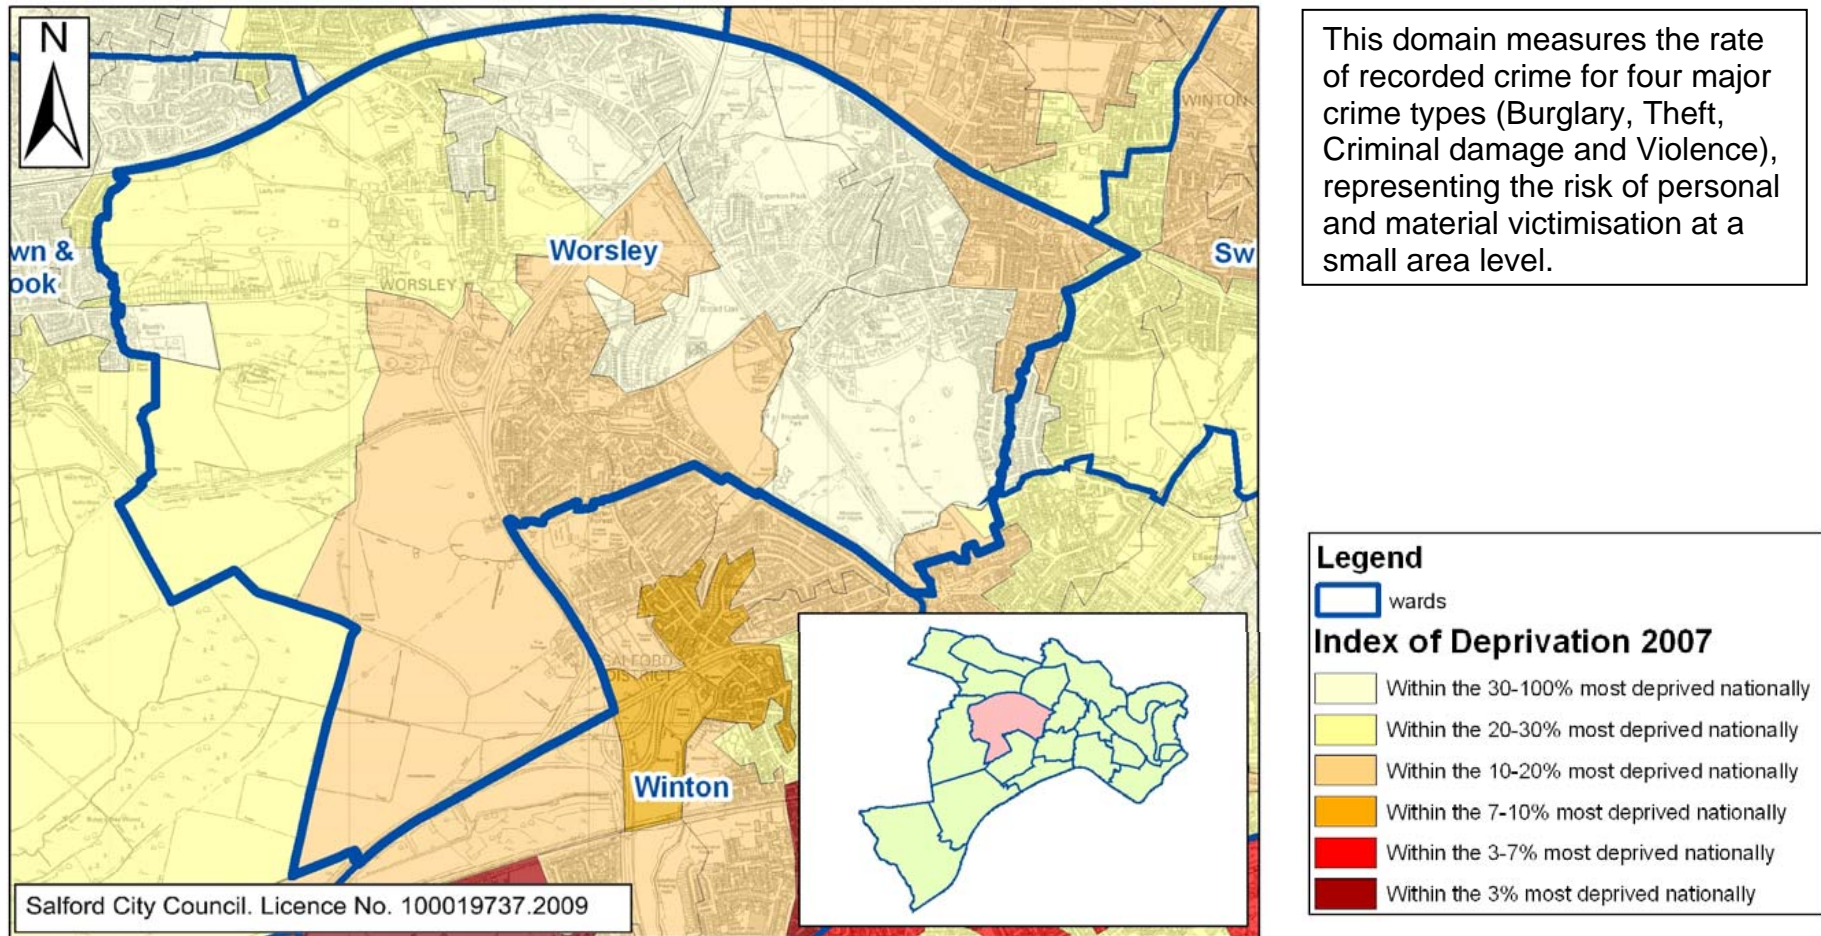 N
WINTON
wn &
ook
Worsley
Sw
WORSLEY
Egerton Park
SALFORD
DISTRICT
Winton
Salford City Council. Licence No. 100019737.2009
This domain measures the rate
of recorded crime for four major
crime types (Burglary, Theft,
Criminal damage and Violence),
representing the risk of personal
and material victimisation at a
small area level.
Legend
wards
Index of Deprivation 2007
Within the 30-100% most deprived nationally
Within the 20-30% most deprived nationally
Within the 10-20% most deprived nationally
Within the 7-10% most deprived nationally
Within the 3-7% most deprived nationally
Within the 3% most deprived nationally